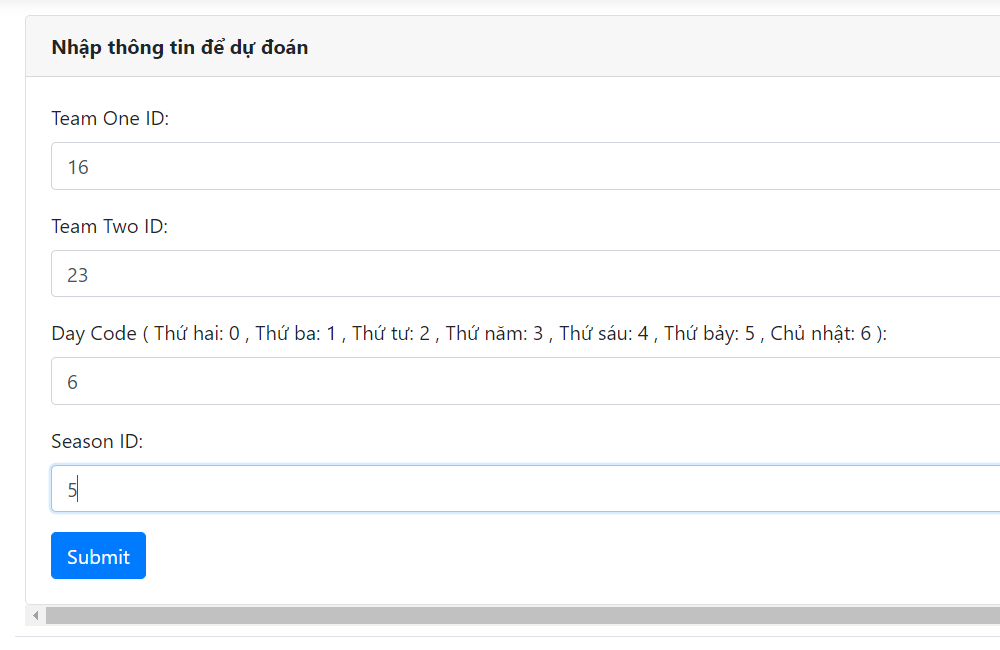 Nhập thông tin để dự đoán
Team One ID:
16
Team Two ID:
23
Day Code ( Thứ hai: 0 , Thứ ba: 1 , Thứ tư: 2 , Thứ năm: 3 , Thứ sáu: 4 , Thứ bảy: 5 , Chủ nhật: 6 ):
6
Season ID:
5
Submit